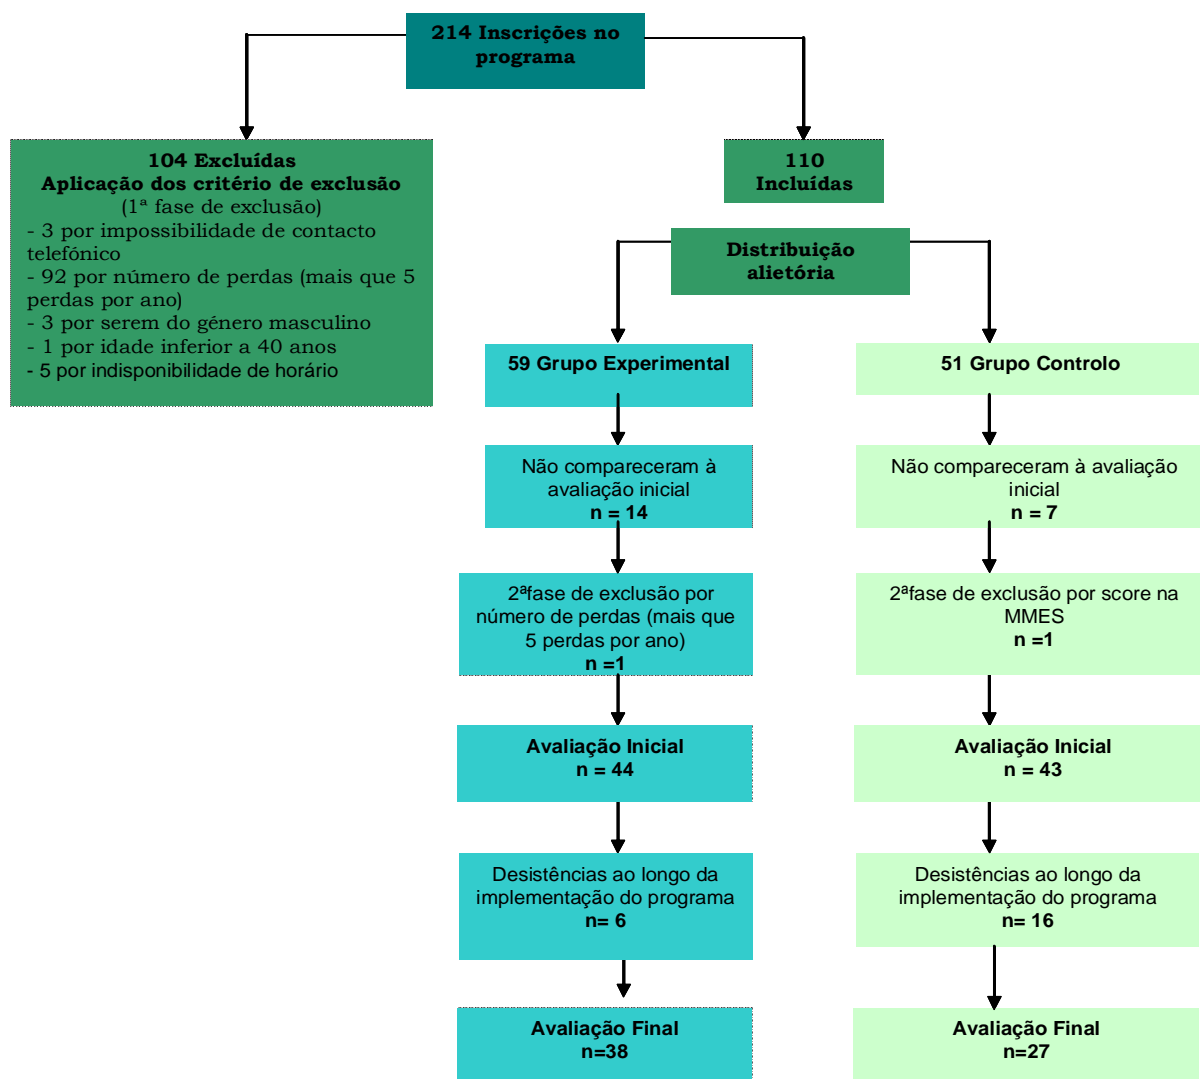 214 Inscrições no
programa
104 Excluídas
Aplicação dos critério de exclusão
(1ª fase de exclusão)
- 3 por impossibilidade de contacto
telefónico
- 92 por número de perdas (mais que 5
perdas por ano)
- 3 por serem do género masculino
- 1 por idade inferior a 40 anos
- 5 por indisponibilidade de horário
110
Incluídas
Distribuição
alietória
59 Grupo Experimental
51 Grupo Controlo
Não compareceram à
avaliação inicial
n = 14
Não compareceram à avaliação
inicial
n = 7
2ªfase de exclusão por
número de perdas (mais que
5 perdas por ano)
n =1
2ªfase de exclusão por score na
MMES
n =1
Avaliação Inicial
n = 44
Avaliação Inicial
n = 43
Desistências ao longo da
implementação do programa
n= 6
Desistências ao longo da
implementação do programa
n= 16
Avaliação Final
n=38
Avaliação Final
n=27